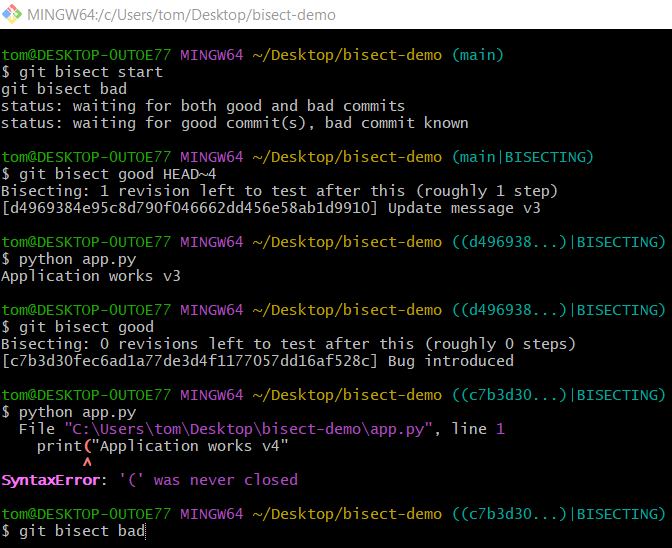 MINGW64:/c/Users/tom/Desktop/bisect-demo
tom@DESKTOP-OUTOE77 MINGW64 ~/Desktop/bisect-demo (main)
$ git bisect start
git bisect bad
status: waiting for both good and bad commits
status: waiting for good commit(s), bad commit known
tom@DESKTOP-OUTOE77 MINGW64 ~/Desktop/bisect-demo (main|BISECTING)
$ git bisect good HEAD~4
Bisecting: 1 revision left to test after this (roughly 1 step)
[d4969384e95c8d790f046662dd456e58ab1d9910] Update message v3
tom@DESKTOP-OUTOE77 MINGW64 ~/Desktop/bisect-demo ((d496938...)|BISECTING)
$ python app.py
Application works v3
tom@DESKTOP-OUTOE77 MINGW64 ~/Desktop/bisect-demo ((d496938...)|BISECTING)
$ git bisect good
Bisecting: 0 revisions left to test after this (roughly 0 steps)
[c7b3d30fec6ad1a77de3d4f1177057dd16af528c] Bug introduced
tom@DESKTOP-OUTOE77 MINGW64 ~/Desktop/bisect-demo ((c7b3d30...)|BISECTING)
$ python app.py
  File "C:\Users\tom\Desktop\bisect-demo\app.py", line 1
    print("Application works v4"
         ^
SyntaxError: '(' was never closed
tom@DESKTOP-OUTOE77 MINGW64 ~/Desktop/bisect-demo ((c7b3d30...)|BISECTING)
$ git bisect bad